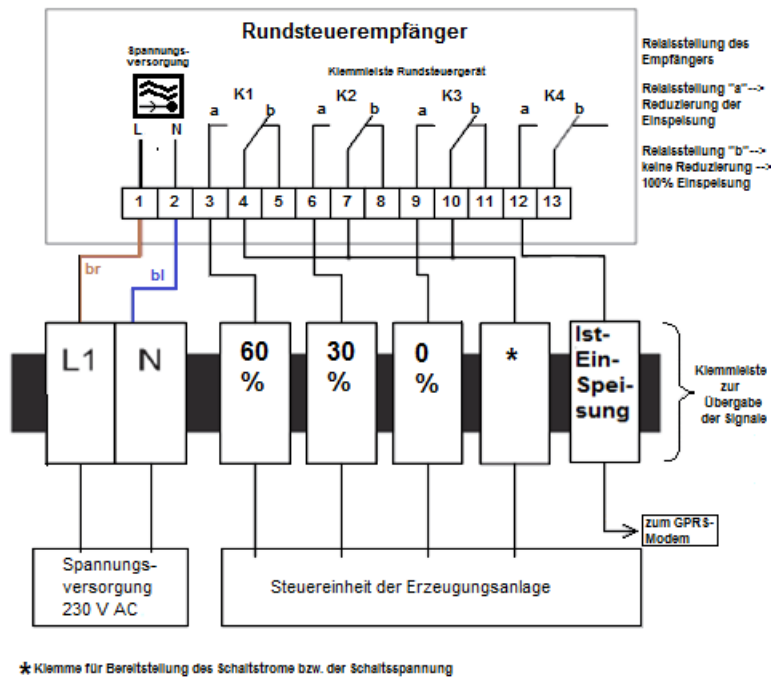 Rundsteuerempfänger
Spannungs-
versorgung
L N
Klemmleiste Rundsteuergerät
a K1 b a K2 b a K3 b a K4 b
1 2 3 4 5 6 7 8 9 10 11 12 13
Relaisstellung des
Empfängers
Relaisstellung "a"-->
Reduzierung der
Einspeisung
Relaisstellung "b"-->
keine Reduzierung -->
100% Einspeisung
br bl
L1 N
60
%
30
%
0
%
*
Ist-
Ein-
Spei-
sung
Klemmleiste
zur
Übergabe
der Signale
zum GPRS-
Modem
Spannungs-
versorgung
230 V AC
Steuereinheit der Erzeugungsanlage
* Klemme für Bereitstellung des Schaltstrome bzw. der Schaltsspannung